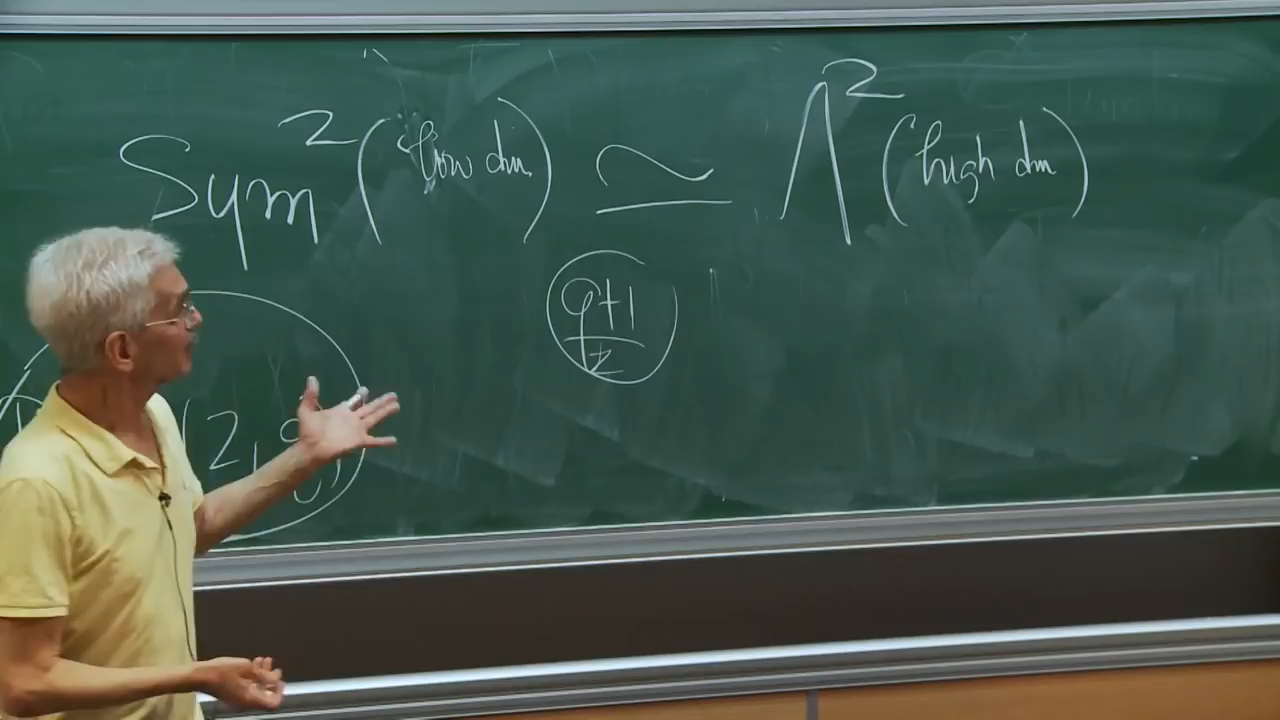 Sym² (low dim) ≃ Λ² (high dim)
q+1
2
(2, q)